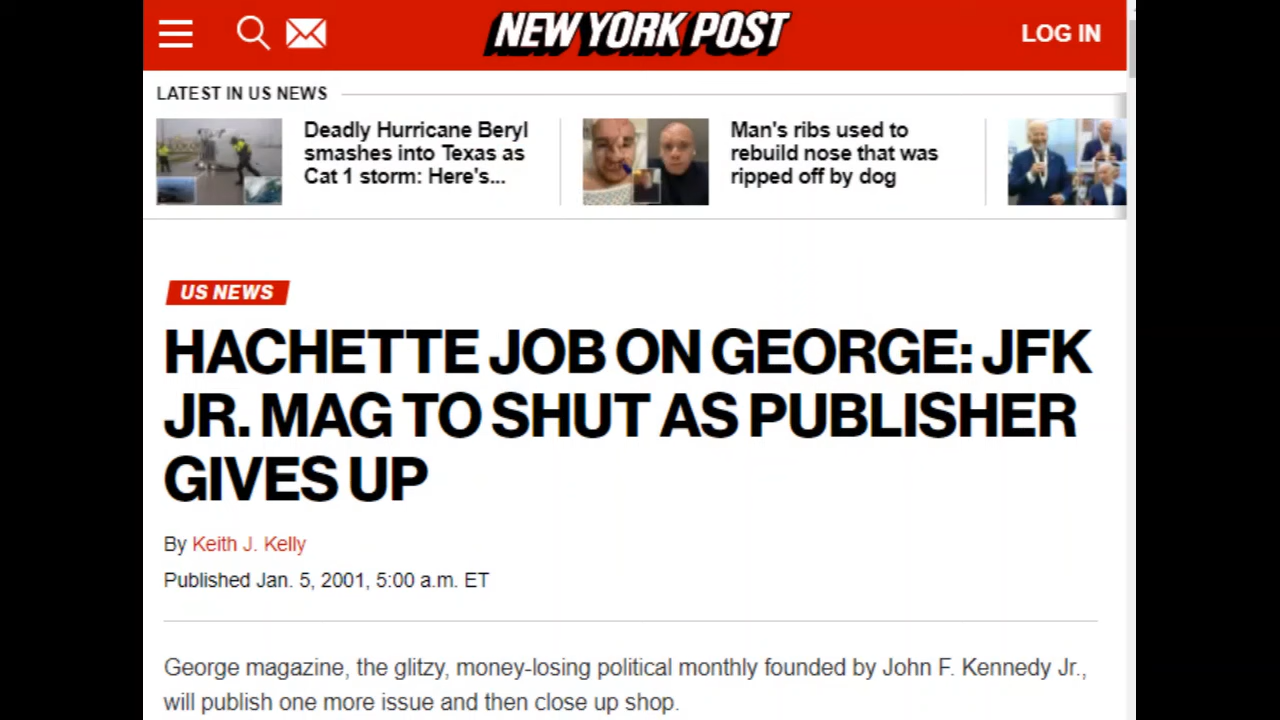 NEW YORK POST
LOG IN
LATEST IN US NEWS
Deadly Hurricane Beryl
smashes into Texas as
Cat 1 storm: Here's...
Man's ribs used to
rebuild nose that was
ripped off by dog
US NEWS
HACHETTE JOB ON GEORGE: JFK
JR. MAG TO SHUT AS PUBLISHER
GIVES UP
By Keith J. Kelly
Published Jan. 5, 2001, 5:00 a.m. ET
George magazine, the glitzy, money-losing political monthly founded by John F. Kennedy Jr.,
will publish one more issue and then close up shop.